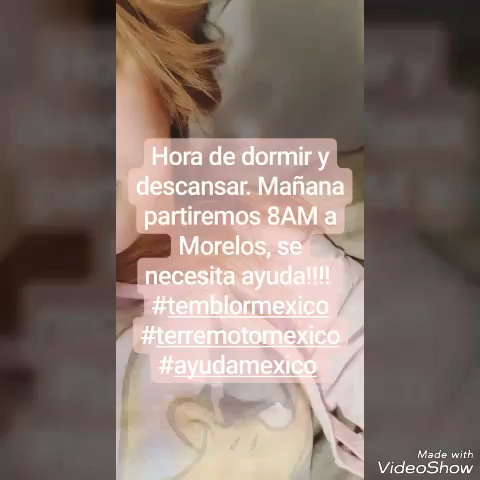 Hora de dormir y
descansar. Mañana
partiremos 8AM a
Morelos, se
necesita ayuda!!!!
#temblormexico
#terremotomexico
#ayudamexico
Made with
VideoShow